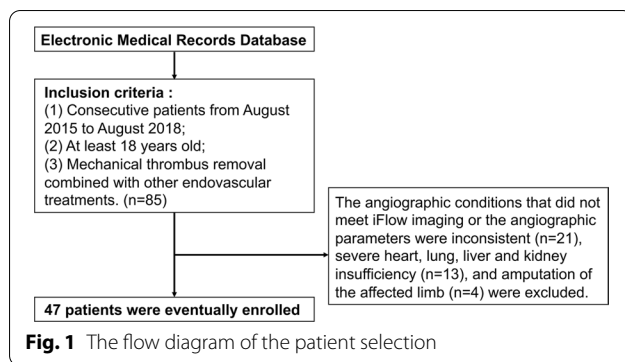 Electronic Medical Records Database
Inclusion criteria :
(1) Consecutive patients from August
2015 to August 2018;
(2) At least 18 years old;
(3) Mechanical thrombus removal
combined with other endovascular
treatments. (n=85)
The angiographic conditions that did not
meet iFlow imaging or the angiographic
parameters were inconsistent (n=21),
severe heart, lung, liver and kidney
insufficiency (n=13), and amputation of
the affected limb (n=4) were excluded.
47 patients were eventually enrolled
Fig. 1 The flow diagram of the patient selection